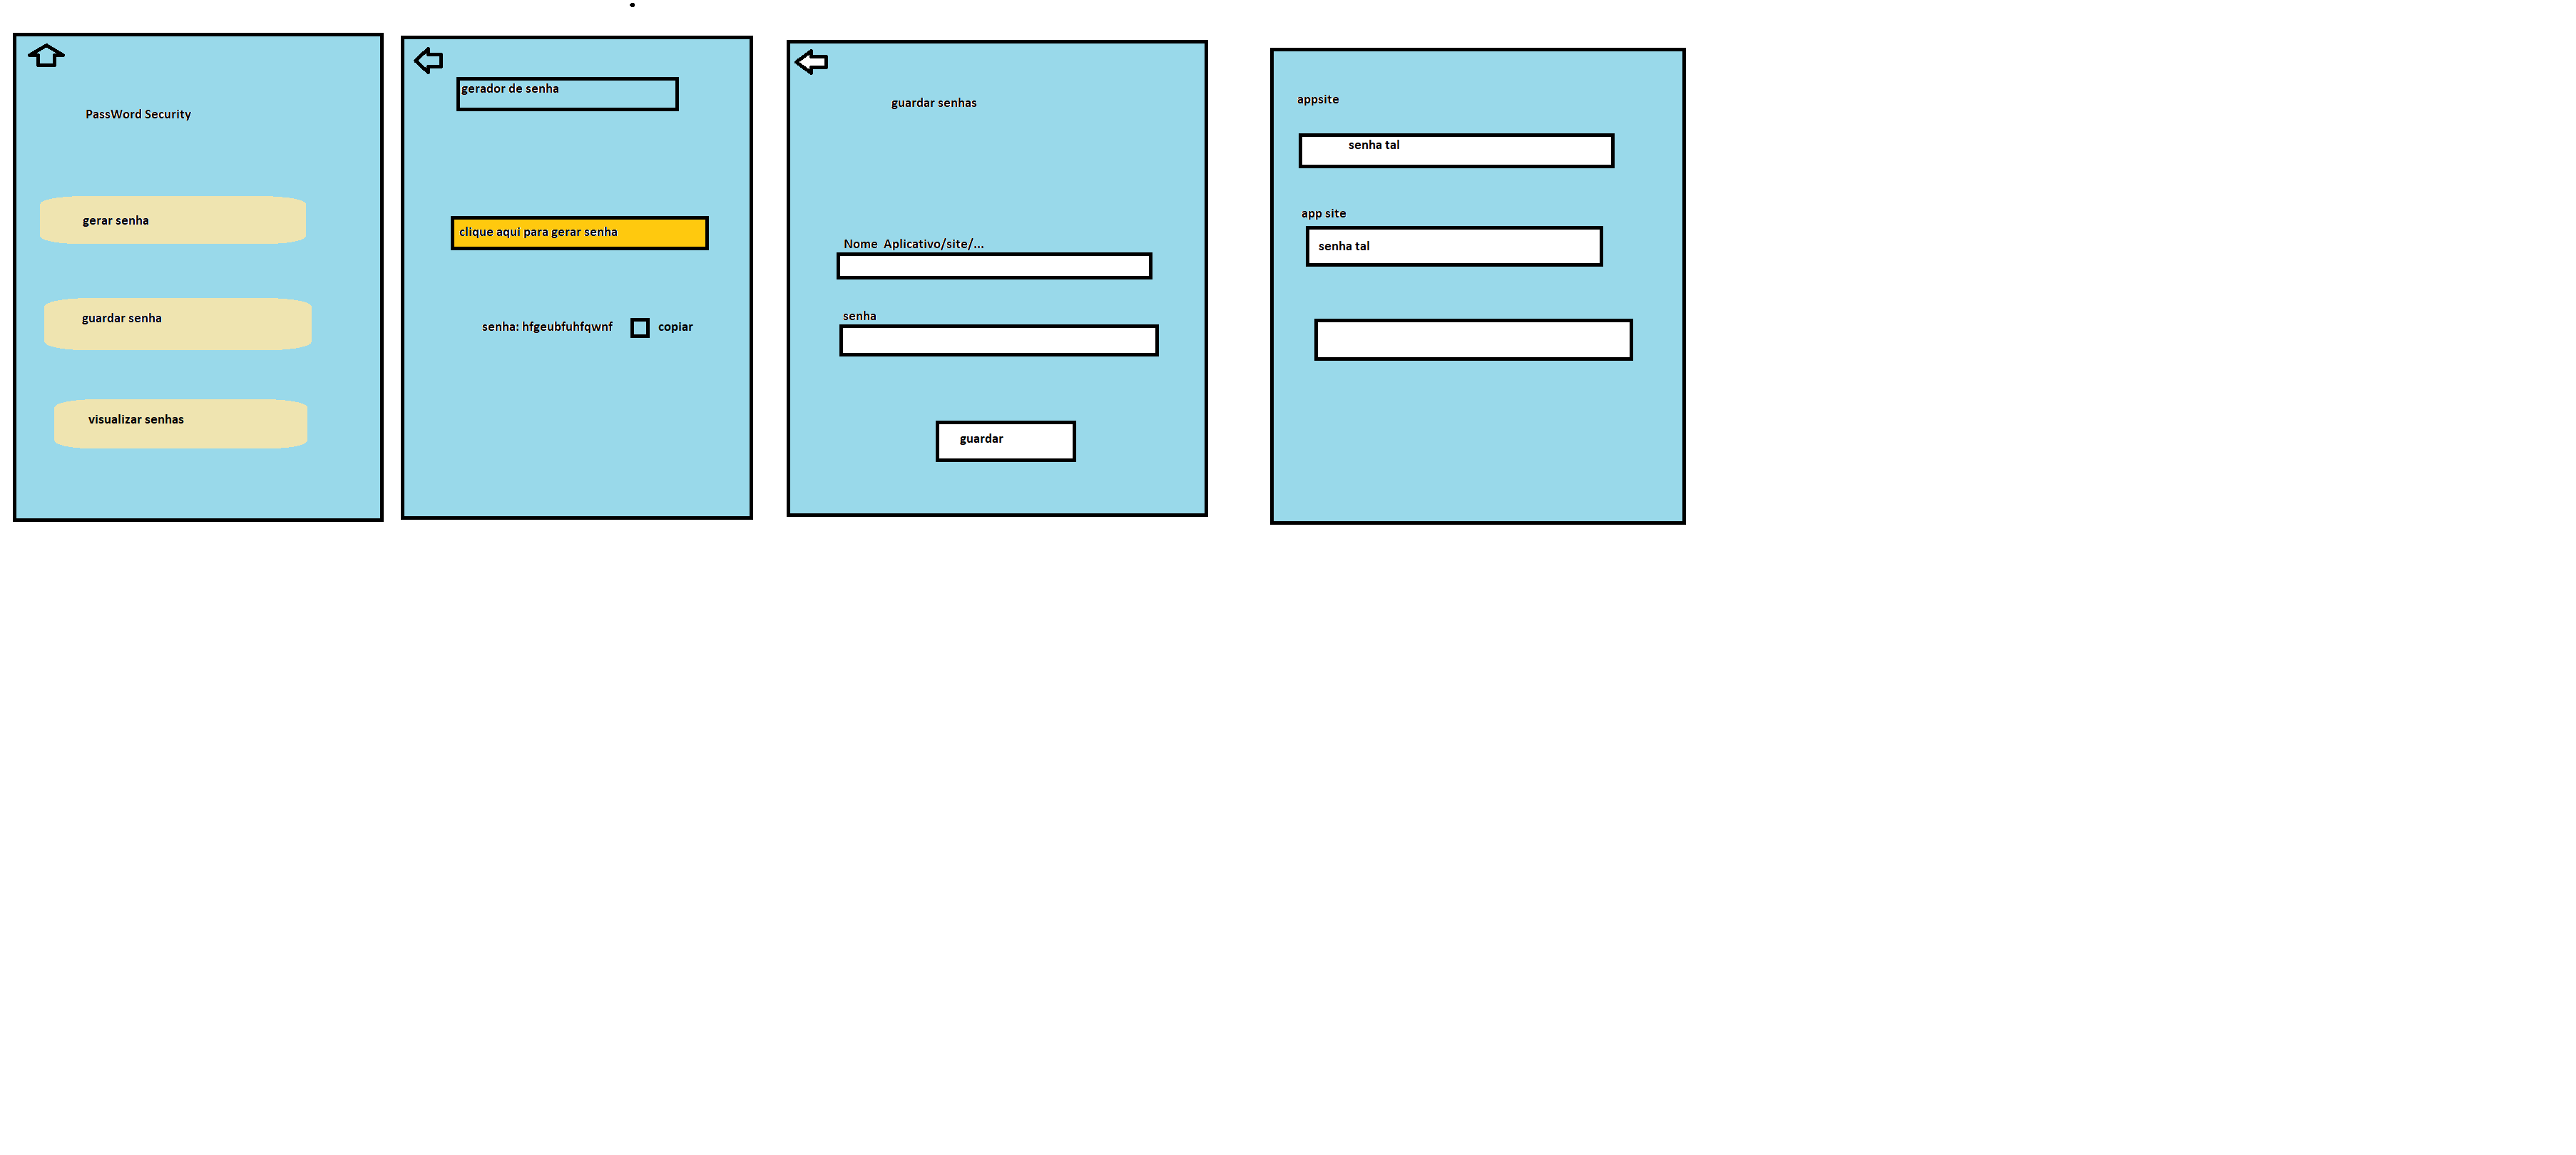 PassWord Security
gerar senha
guardar senha
visualizar senhas
gerador de senha
clique aqui para gerar senha
senha: hfgeubfuhfqwnf copiar
guardar senhas
Nome Aplicativo/site/...
senha
guardar
appsite
senha tal
app site
senha tal